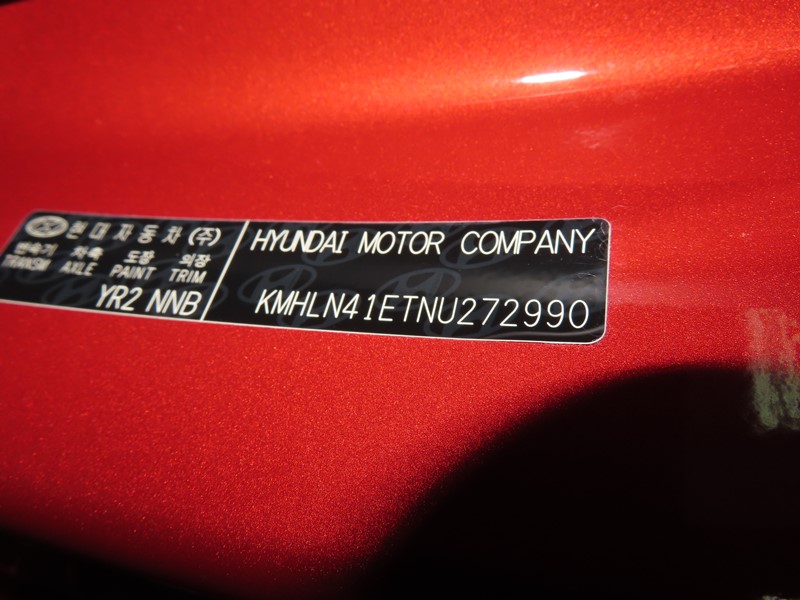 현대자동차(주)
변속기 차축 도장 의장
TRANSM AXLE PAINT TRIM
YR2 NNB
HYUNDAI MOTOR COMPANY
KMHLN41ETNU272990